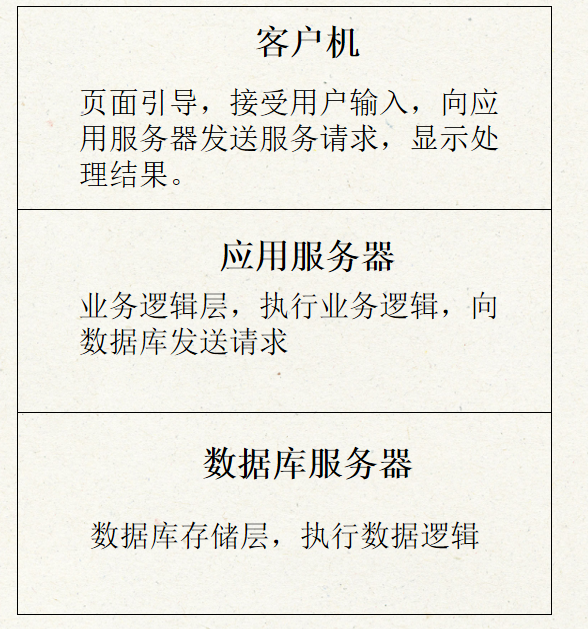 客户机
页面引导，接受用户输入，向应
用服务器发送服务请求，显示处
理结果。
应用服务器
业务逻辑层，执行业务逻辑，向
数据库发送请求
数据库服务器
数据库存储层，执行数据逻辑